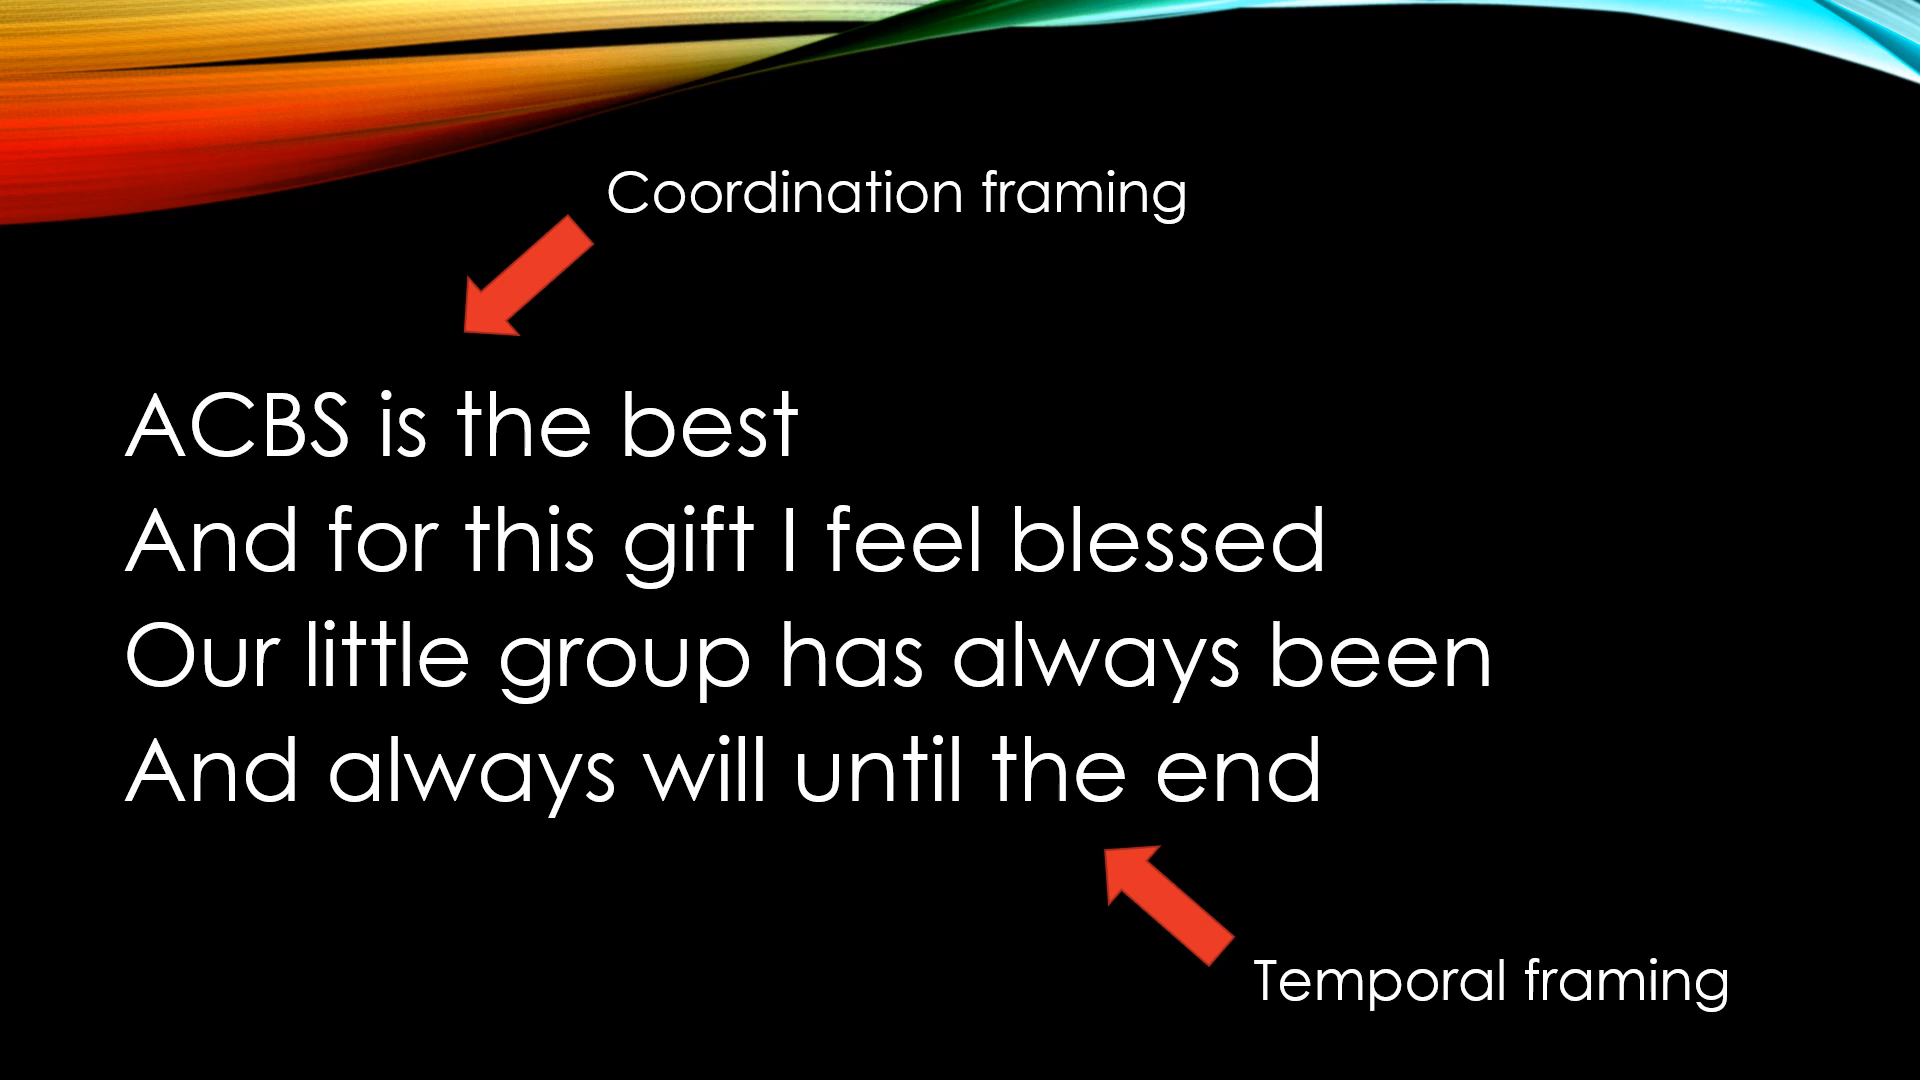 Coordination framing
ACBS is the best
And for this gift I feel blessed
Our little group has always been
And always will until the end
Temporal framing